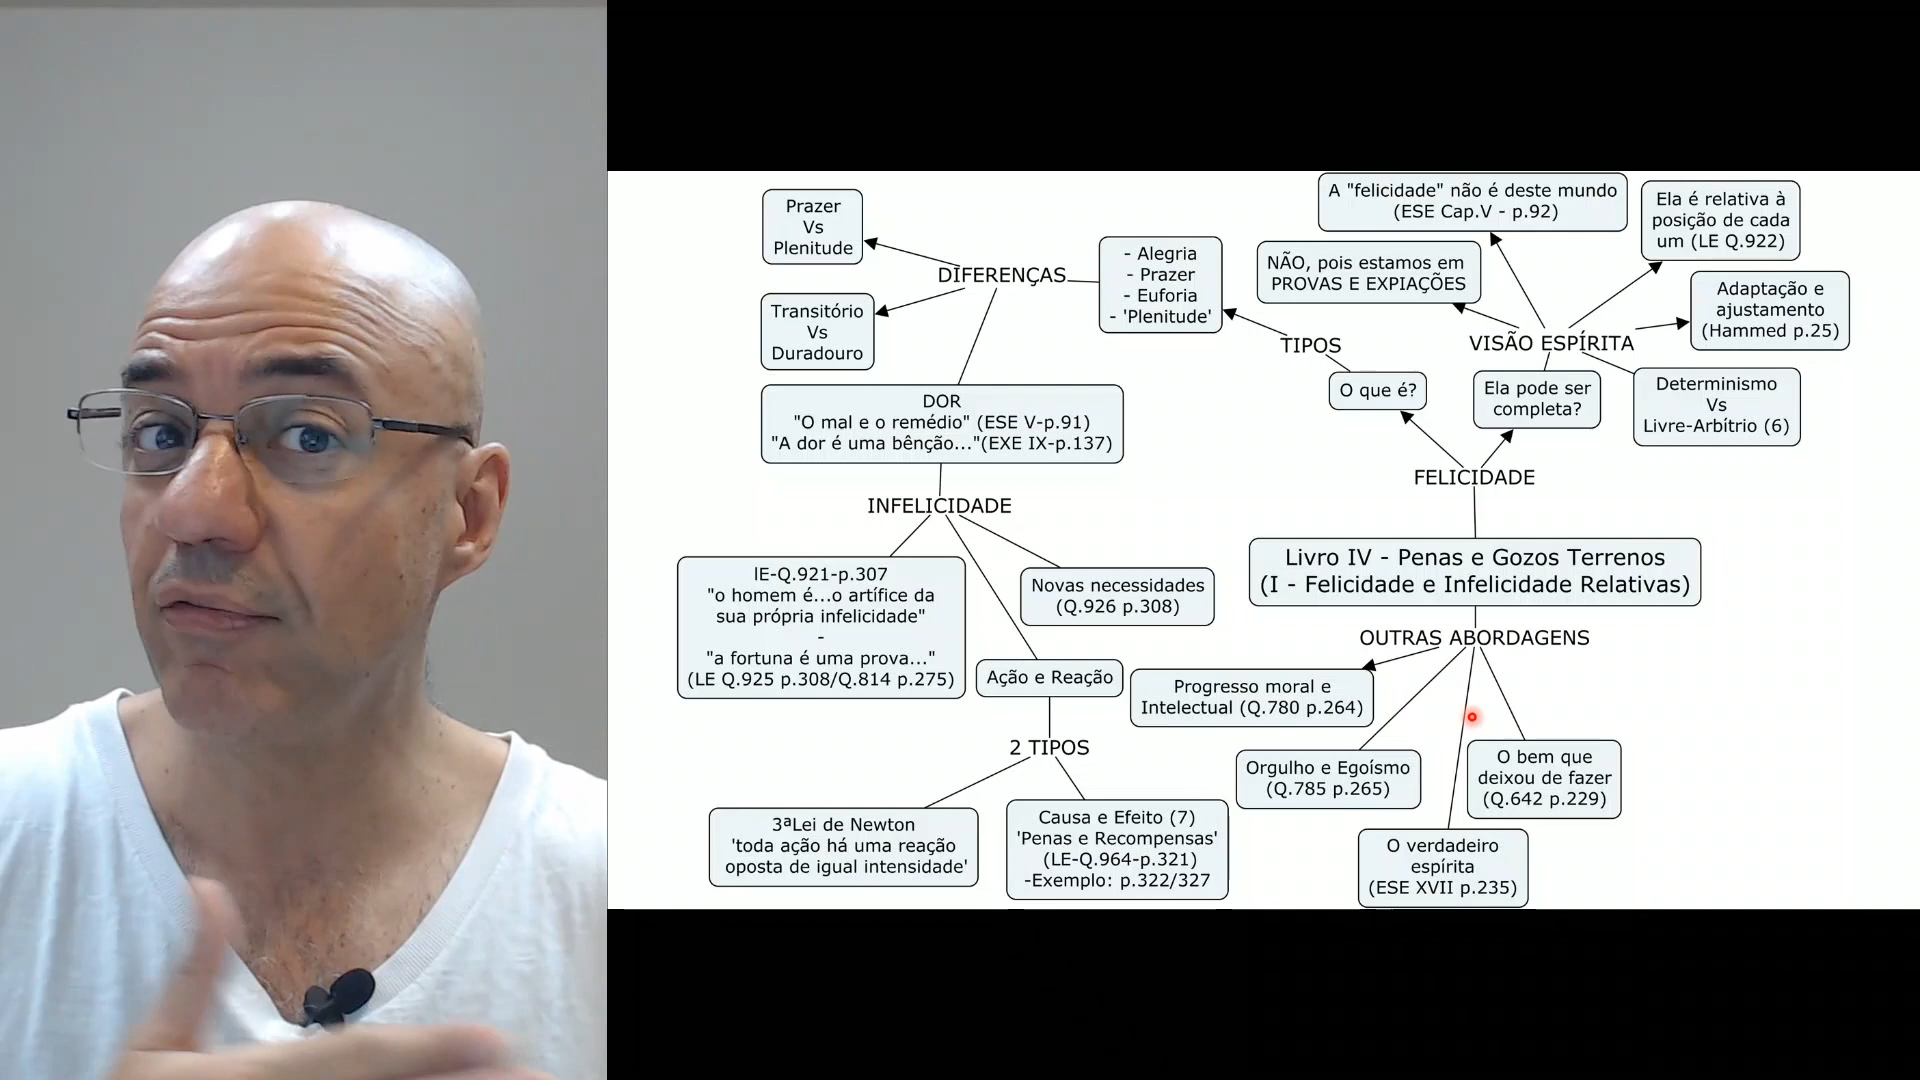 Prazer
Vs
Plenitude
DIFERENÇAS
Transitório
Vs
Duradouro
- Alegria
- Prazer
- Euforia
- 'Plenitude'
TIPOS
O que é?
A "felicidade" não é deste mundo
(ESE Cap.V - p.92)
NÃO, pois estamos em
PROVAS E EXPIAÇÕES
Ela é relativa à
posição de cada
um (LE Q.922)
Adaptação e
ajustamento
(Hammed p.25)
VISÃO ESPÍRITA
Ela pode ser
completa?
Determinismo
Vs
Livre-Arbítrio (6)
FELICIDADE
DOR
"O mal e o remédio" (ESE V-p.91)
"A dor é uma bênção..."(EXE IX-p.137)
INFELICIDADE
lE-Q.921-p.307
"o homem é...o artífice da
sua própria infelicidade"
-
"a fortuna é uma prova..."
(LE Q.925 p.308/Q.814 p.275)
Novas necessidades
(Q.926 p.308)
Ação e Reação
2 TIPOS
3ªLei de Newton
'toda ação há uma reação
oposta de igual intensidade'
Causa e Efeito (7)
'Penas e Recompensas'
(LE-Q.964-p.321)
-Exemplo: p.322/327
Livro IV - Penas e Gozos Terrenos
(I - Felicidade e Infelicidade Relativas)
OUTRAS ABORDAGENS
Progresso moral e
Intelectual (Q.780 p.264)
Orgulho e Egoísmo
(Q.785 p.265)
O verdadeiro
espírita
(ESE XVII p.235)
O bem que
deixou de fazer
(Q.642 p.229)